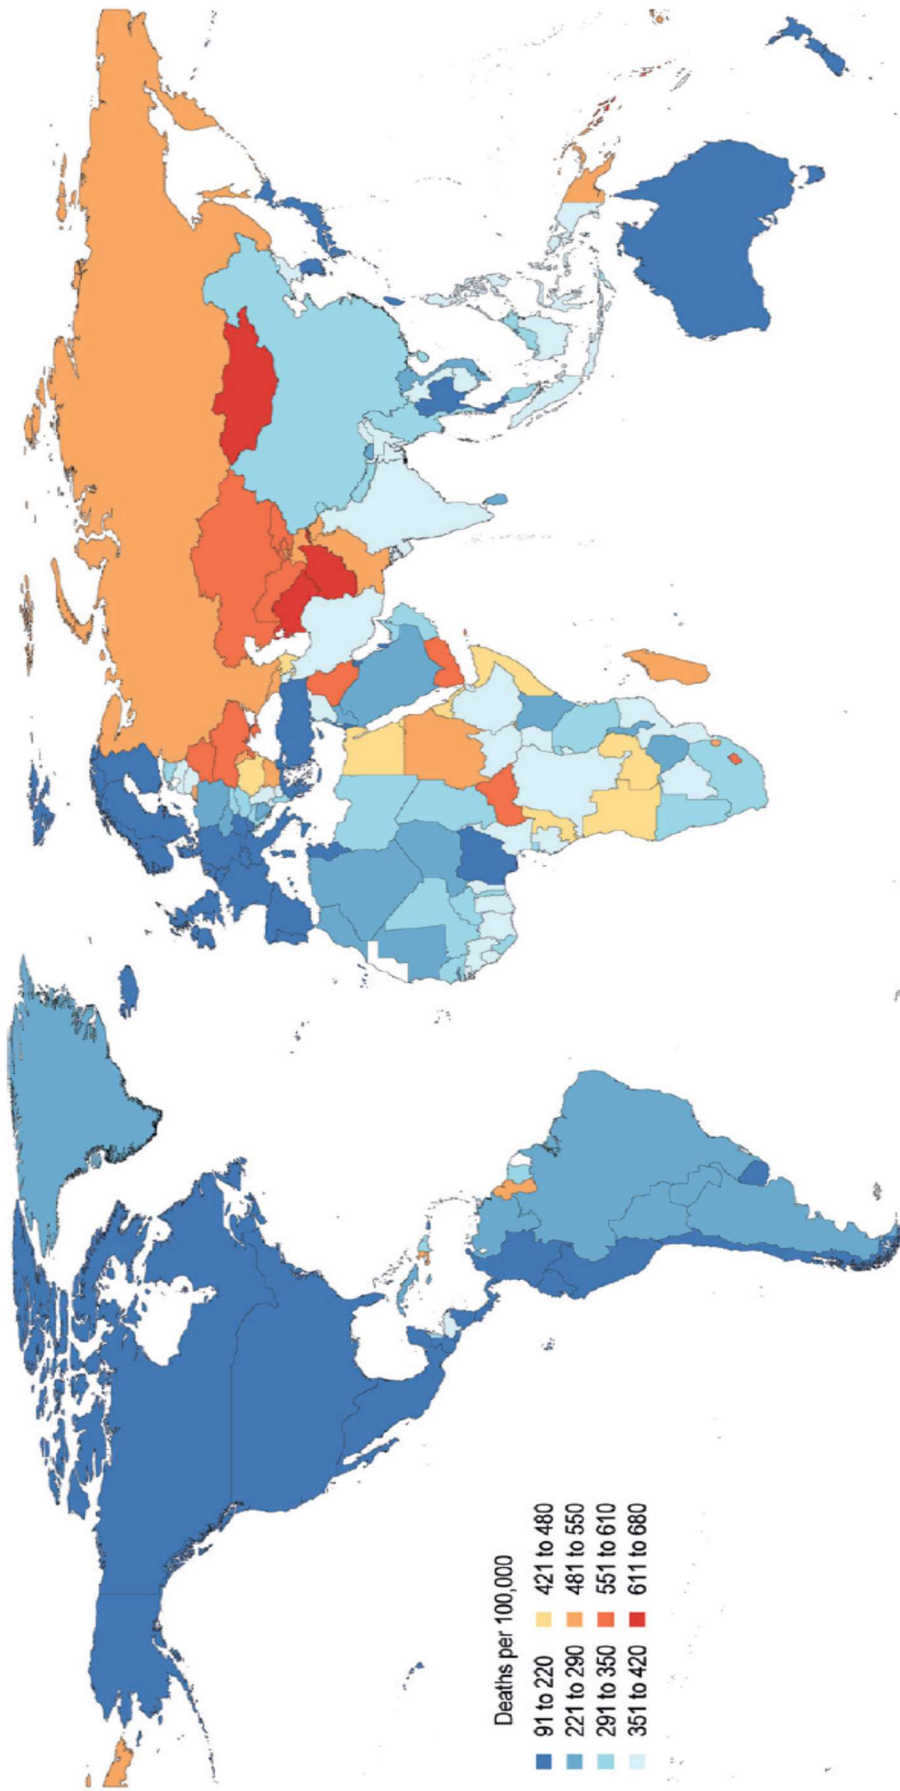 Deaths per 100,000
91 to 220 421 to 480
221 to 290 481 to 550
291 to 350 551 to 610
351 to 420 611 to 680